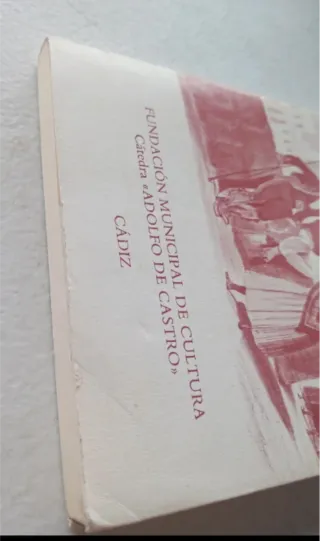 FUNDACIÓN MUNICIPAL DE CULTURA
Cátedra «ADOLFO DE CASTRO»
CÁDIZ